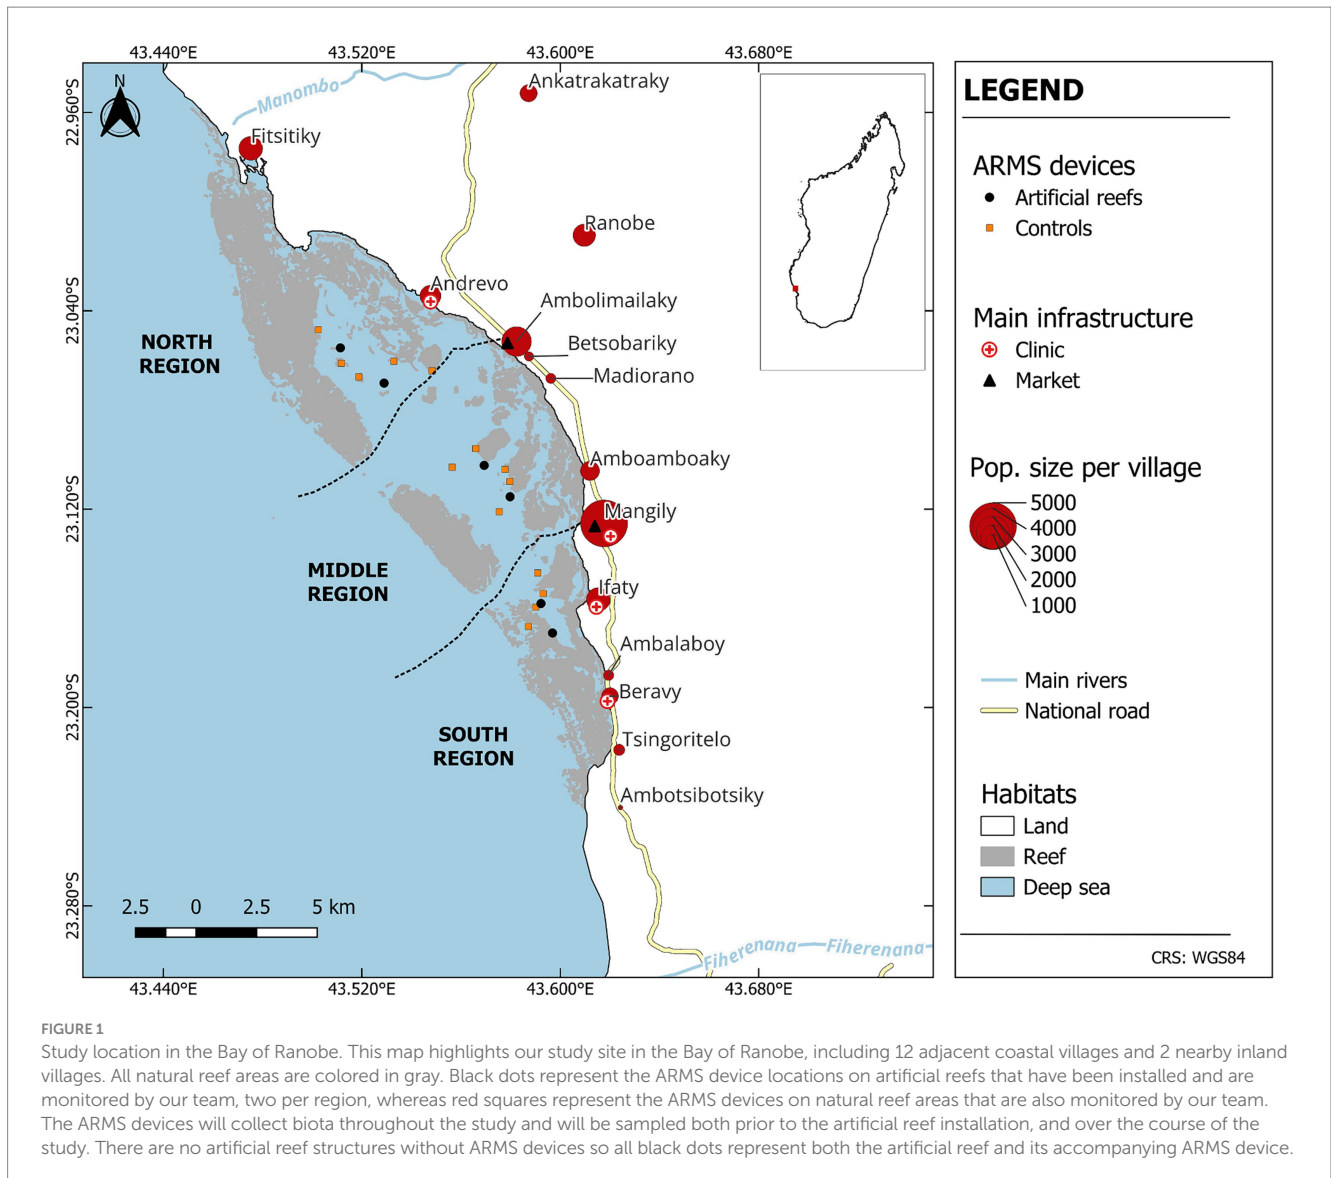 43.440°E 43.520°E 43.600°E 43.680°E
22.960°S
23.040°S
23.120°S
23.200°S
23.280°S
N
Manombo
Fitsitiky
Ankatrakatraky
Ranobe
Andrevo
Ambolimailaky
Betsobariky
Madiorano
NORTH
REGION
Amboamboaky
Mangily
MIDDLE
REGION
Ifaty
Ambalaboy
Beravy
SOUTH
REGION
Tsingoritelo
Ambotsibotsiky
2.5 0 2.5 5 km
Fiherenana Fiherenana
43.440°E 43.520°E 43.600°E 43.680°E
LEGEND
ARMS devices
Artificial reefs
Controls
Main infrastructure
Clinic
Market
Pop. size per village
5000
4000
3000
2000
1000
Main rivers
National road
Habitats
Land
Reef
Deep sea
CRS: WGS84
FIGURE 1
Study location in the Bay of Ranobe. This map highlights our study site in the Bay of Ranobe, including 12 adjacent coastal villages and 2 nearby inland
villages. All natural reef areas are colored in gray. Black dots represent the ARMS device locations on artificial reefs that have been installed and are
monitored by our team, two per region, whereas red squares represent the ARMS devices on natural reef areas that are also monitored by our team.
The ARMS devices will collect biota throughout the study and will be sampled both prior to the artificial reef installation, and over the course of the
study. There are no artificial reef structures without ARMS devices so all black dots represent both the artificial reef and its accompanying ARMS device.